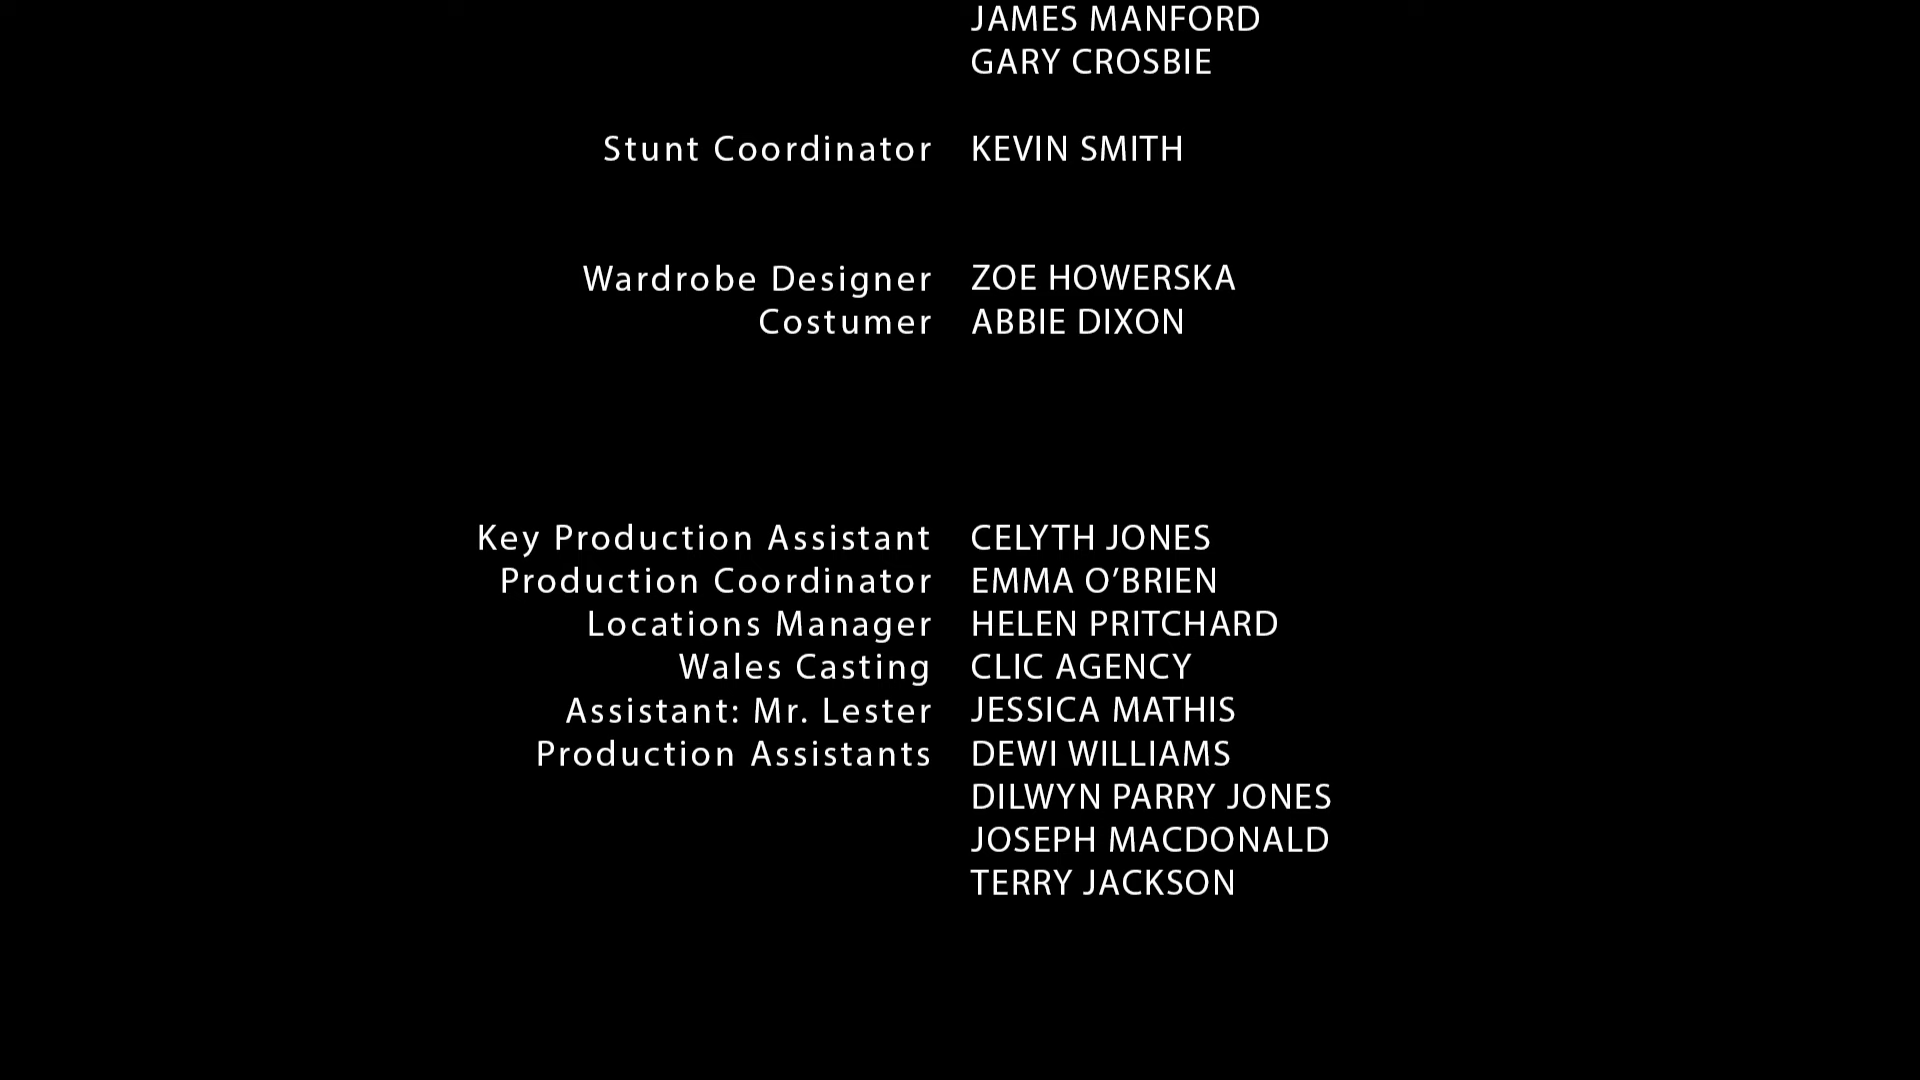 JAMES MANFORD
GARY CROSBIE
Stunt Coordinator KEVIN SMITH
Wardrobe Designer ZOE HOWERSKA
Costumer ABBIE DIXON
Key Production Assistant CELYTH JONES
Production Coordinator EMMA O’BRIEN
Locations Manager HELEN PRITCHARD
Wales Casting CLIC AGENCY
Assistant: Mr. Lester JESSICA MATHIS
Production Assistants DEWI WILLIAMS
DILWYN PARRY JONES
JOSEPH MACDONALD
TERRY JACKSON